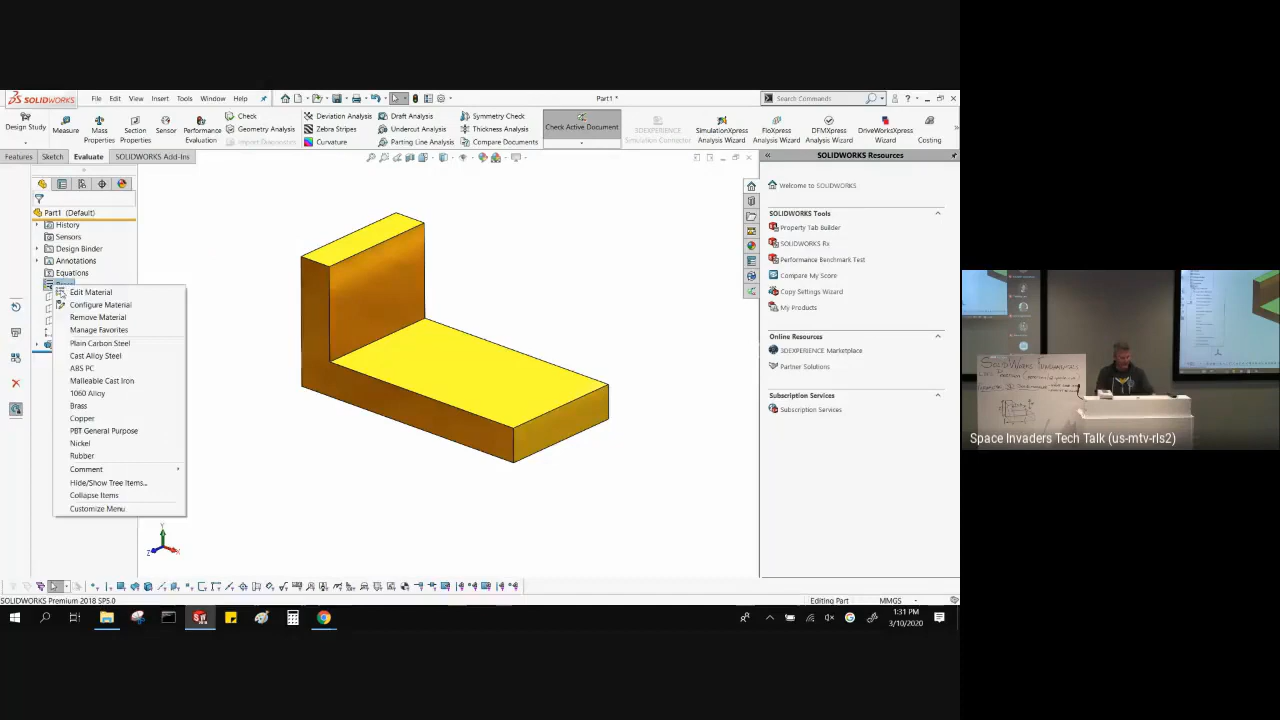 SOLIDWORKS
File Edit View Insert Tools Window Help
Part1 *
Search Commands
Design Study
Measure
Mass Properties
Section Properties
Sensor
Performance Evaluation
Check
Geometry Analysis
Import Diagnostics
Deviation Analysis
Zebra Stripes
Curvature
Draft Analysis
Undercut Analysis
Parting Line Analysis
Symmetry Check
Thickness Analysis
Compare Documents
Check Active Document
3DEXPERIENCE Simulation Connector
SimulationXpress Analysis Wizard
FloXpress Analysis Wizard
DFMXpress Analysis Wizard
DriveWorksXpress Wizard
Costing
Features Sketch Evaluate SOLIDWORKS Add-Ins
Part1 (Default)
History
Sensors
Design Binder
Annotations
Equations
Edit Material
Configure Material
Remove Material
Manage Favorites
Plain Carbon Steel
Cast Alloy Steel
ABS PC
Malleable Cast Iron
1060 Alloy
Brass
Copper
PBT General Purpose
Nickel
Rubber
Comment
Hide/Show Tree Items...
Collapse Items
Customize Menu
SOLIDWORKS Resources
Welcome to SOLIDWORKS
SOLIDWORKS Tools
Property Tab Builder
SOLIDWORKS Rx
Performance Benchmark Test
Compare My Score
Copy Settings Wizard
My Products
Online Resources
3DEXPERIENCE Marketplace
Partner Solutions
Subscription Services
Subscription Services
Y
Z
X
SOLIDWORKS Premium 2018 SP5.0
Editing Part
MMGS
1:31 PM
3/10/2020
SOLIDWORKS FUNDAMENTALS
Space Invaders Tech Talk (us-mtv-rls2)